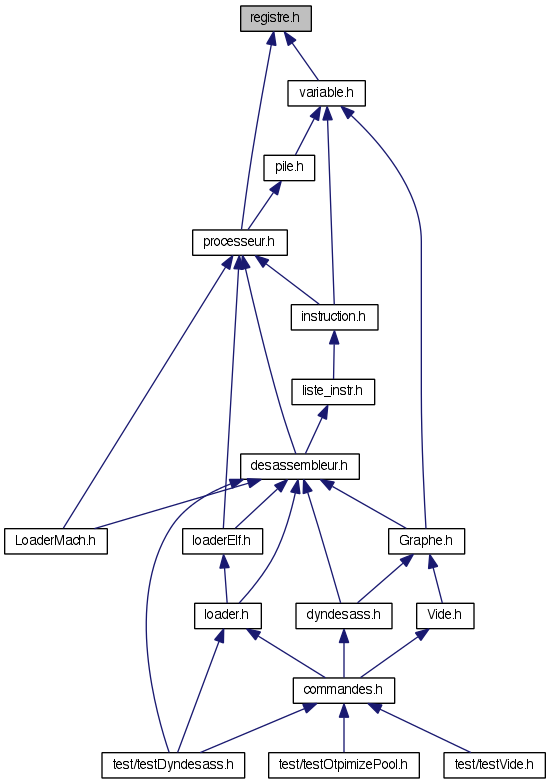 registre.h
variable.h
pile.h
processeur.h
instruction.h
liste_instr.h
desassembleur.h
LoaderMach.h
loaderElf.h
Graphe.h
loader.h
dyndesass.h
Vide.h
commandes.h
test/testDyndesass.h
test/testOtpimizePool.h
test/testVide.h